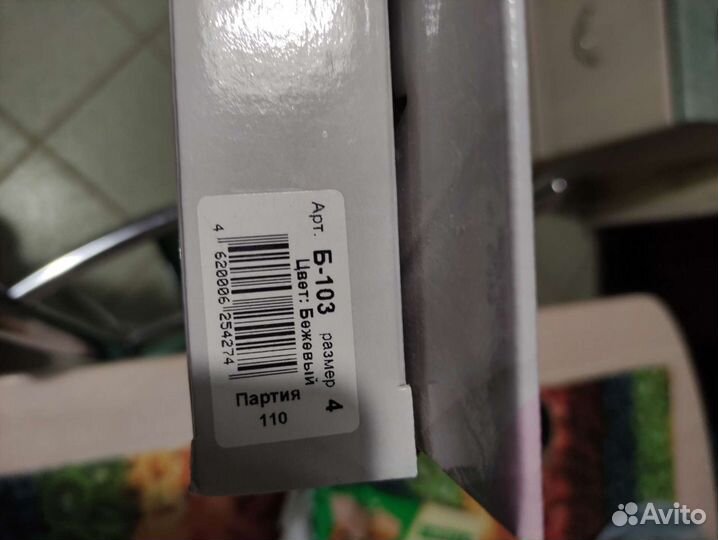 Арт. Б-103 размер 4
Цвет: Бежевый
4 620006 254274
Партия
110
Avito